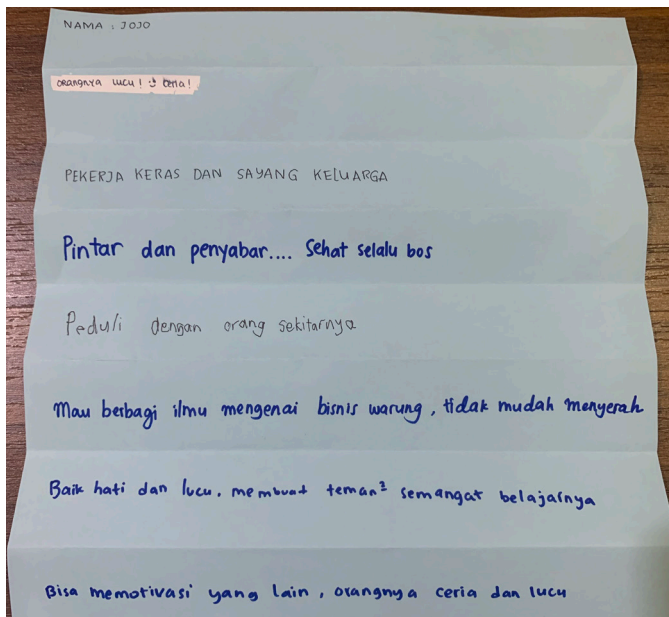 NAMA : JOJO
orangnya lucu! & ceria!
PEKERJA KERAS DAN SAYANG KELUARGA
Pintar dan penyabar.... Sehat selalu bos
Peduli dengan orang sekitarnya
Mau berbagi ilmu mengenai bisnis warung, tidak mudah menyerah
Baik hati dan lucu. membuat teman² semangat belajarnya
Bisa memotivasi yang lain, orangnya ceria dan lucu